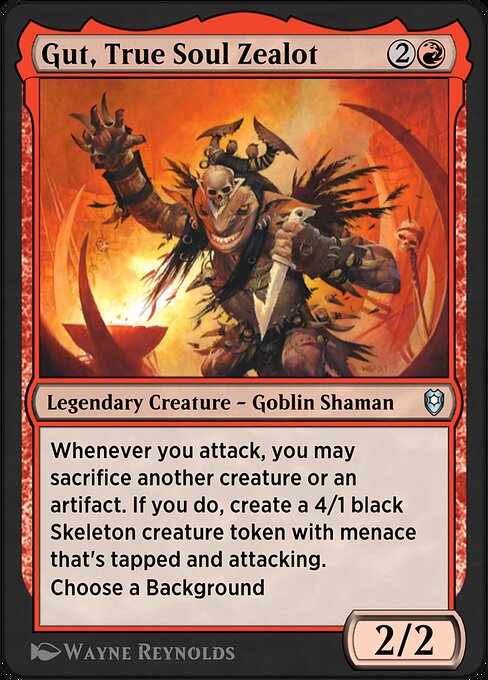 Gut, True Soul Zealot 2
Legendary Creature – Goblin Shaman
Whenever you attack, you may
sacrifice another creature or an
artifact. If you do, create a 4/1 black
Skeleton creature token with menace
that's tapped and attacking.
Choose a Background
2/2
Wayne Reynolds